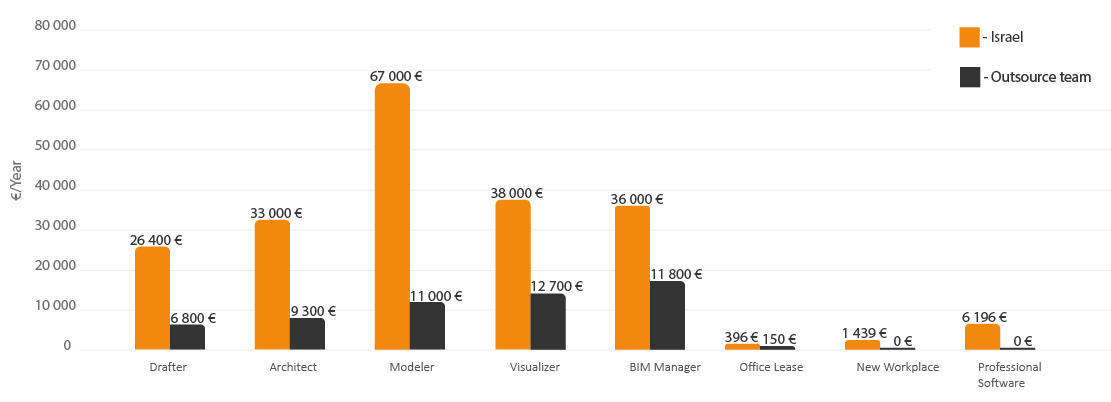 80 000
70 000
60 000
50 000
40 000
30 000
20 000
10 000
0
€/Year
- Israel
- Outsource team
26 400 €
6 800 €
33 000 €
9 300 €
67 000 €
11 000 €
38 000 €
12 700 €
36 000 €
11 800 €
396 €
150 €
1 439 €
0 €
6 196 €
0 €
Drafter
Architect
Modeler
Visualizer
BIM Manager
Office Lease
New Workplace
Professional
Software